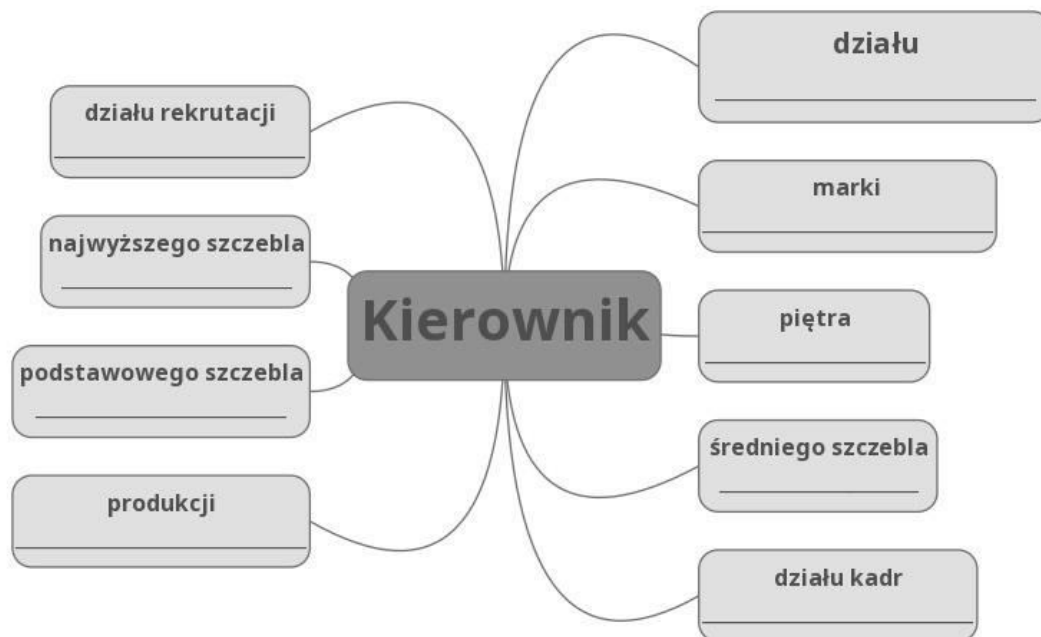 działu
działu rekrutacji
marki
najwyższego szczebla
Kierownik
piętra
podstawowego szczebla
średniego szczebla
produkcji
działu kadr